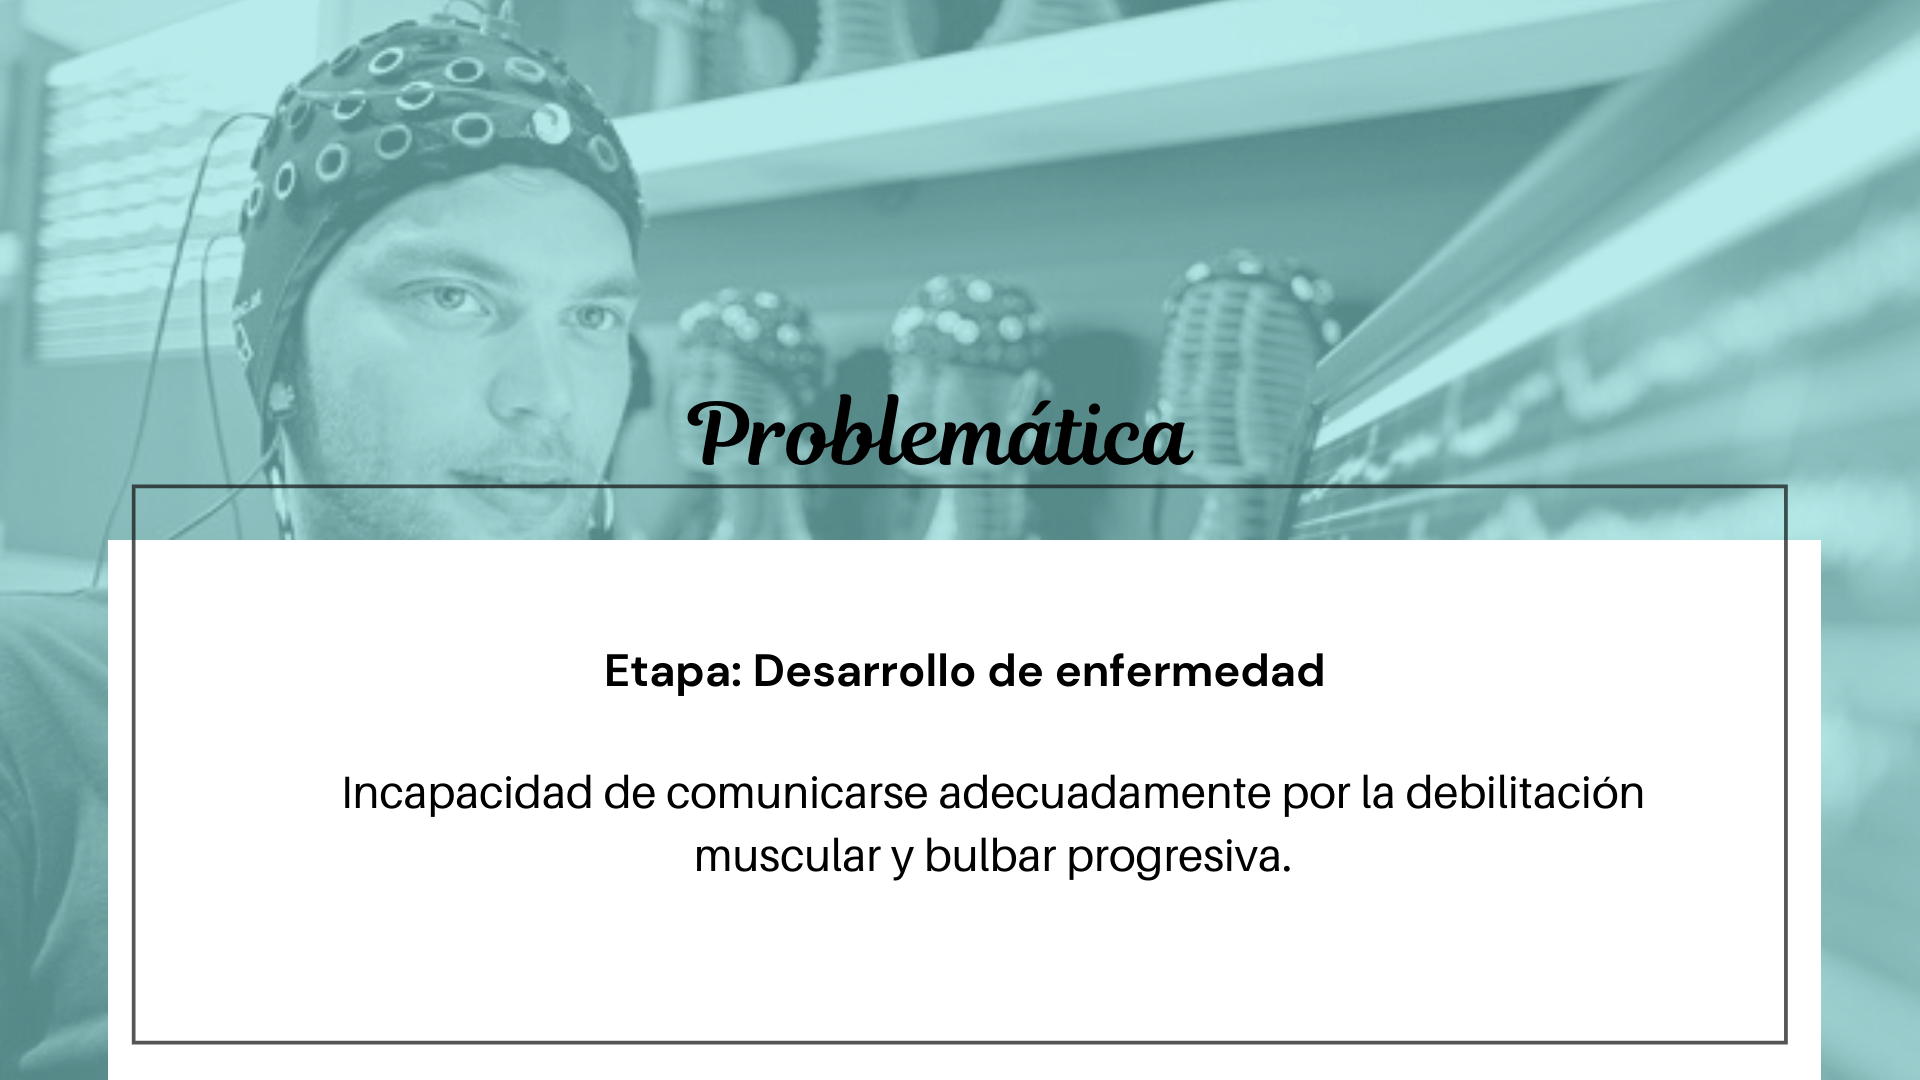 Problemática
Etapa: Desarrollo de enfermedad
Incapacidad de comunicarse adecuadamente por la debilitación
muscular y bulbar progresiva.